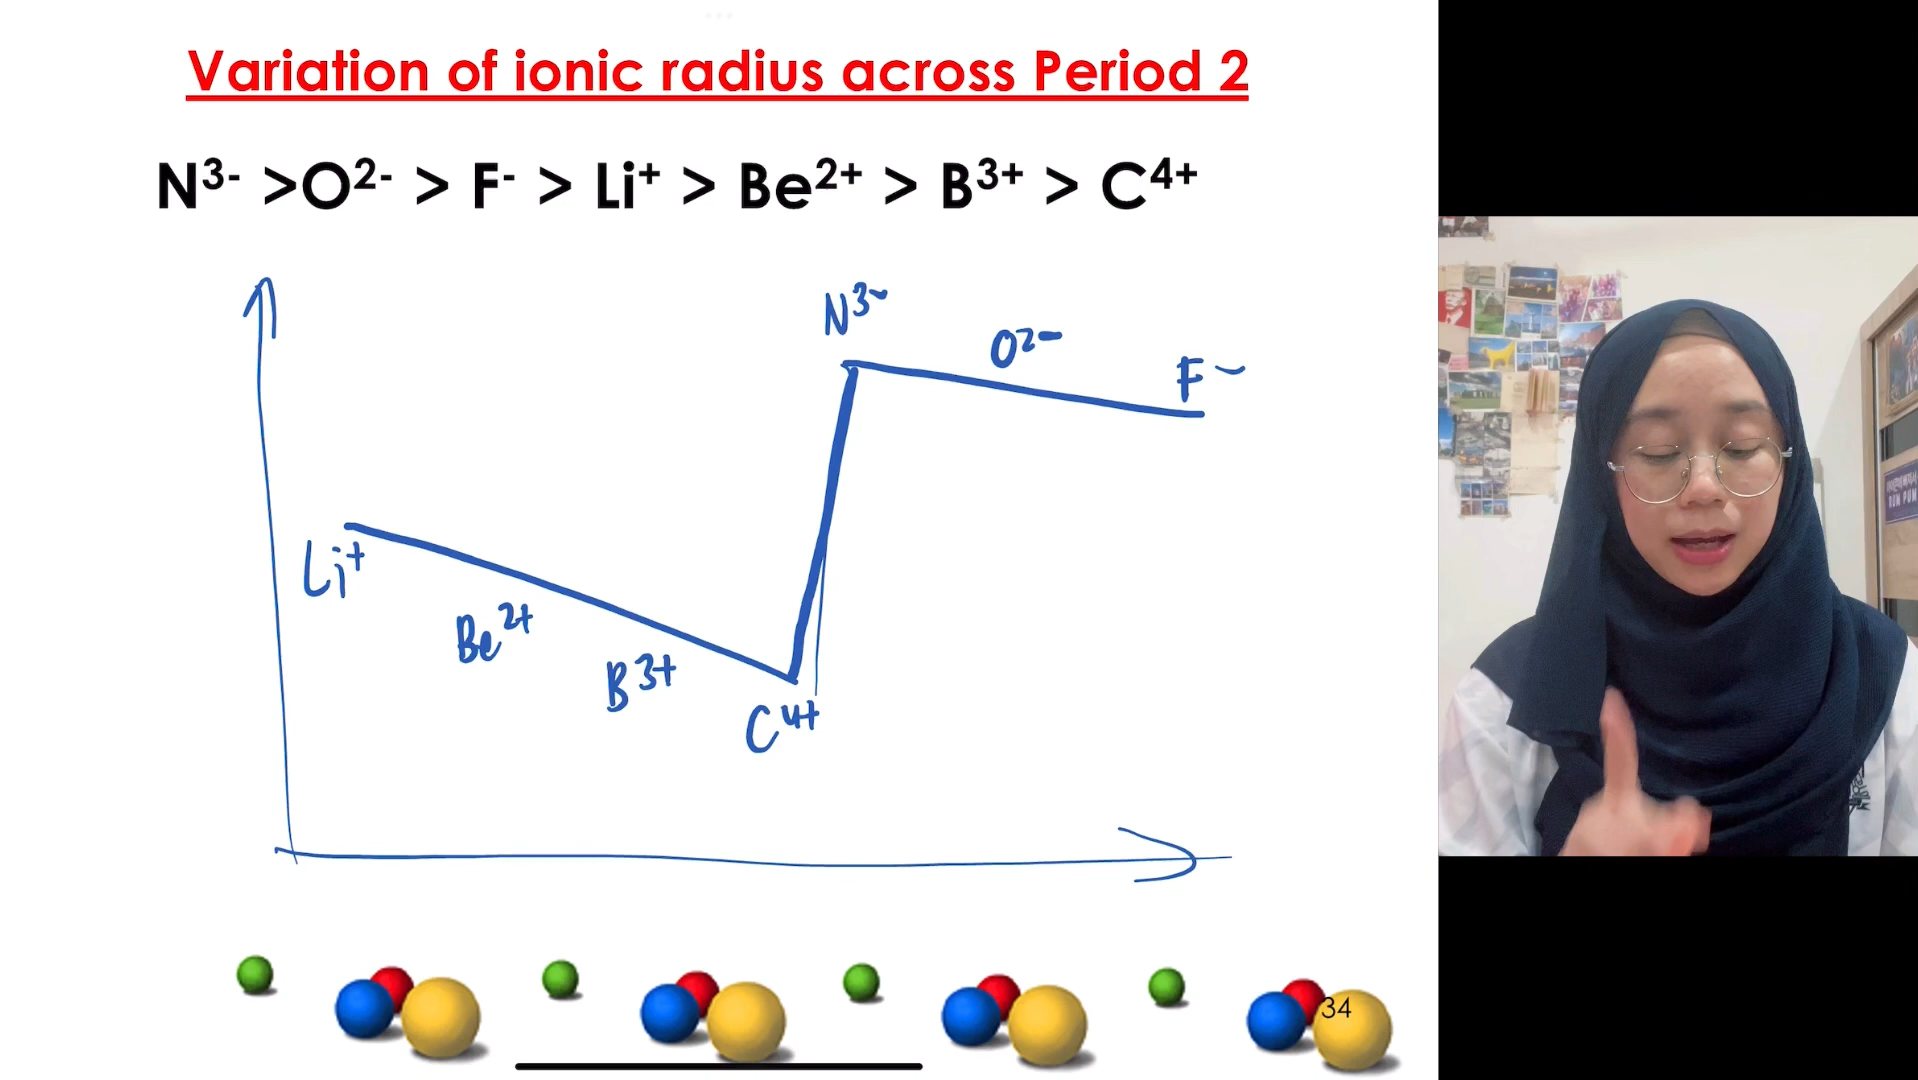 Variation of ionic radius across Period 2
N³⁻ >O²⁻ > F⁻ > Li⁺ > Be²⁺ > B³⁺ > C⁴⁺
N³⁻
O²⁻
F⁻
Li⁺
Be²⁺
B³⁺
C⁴⁺
34